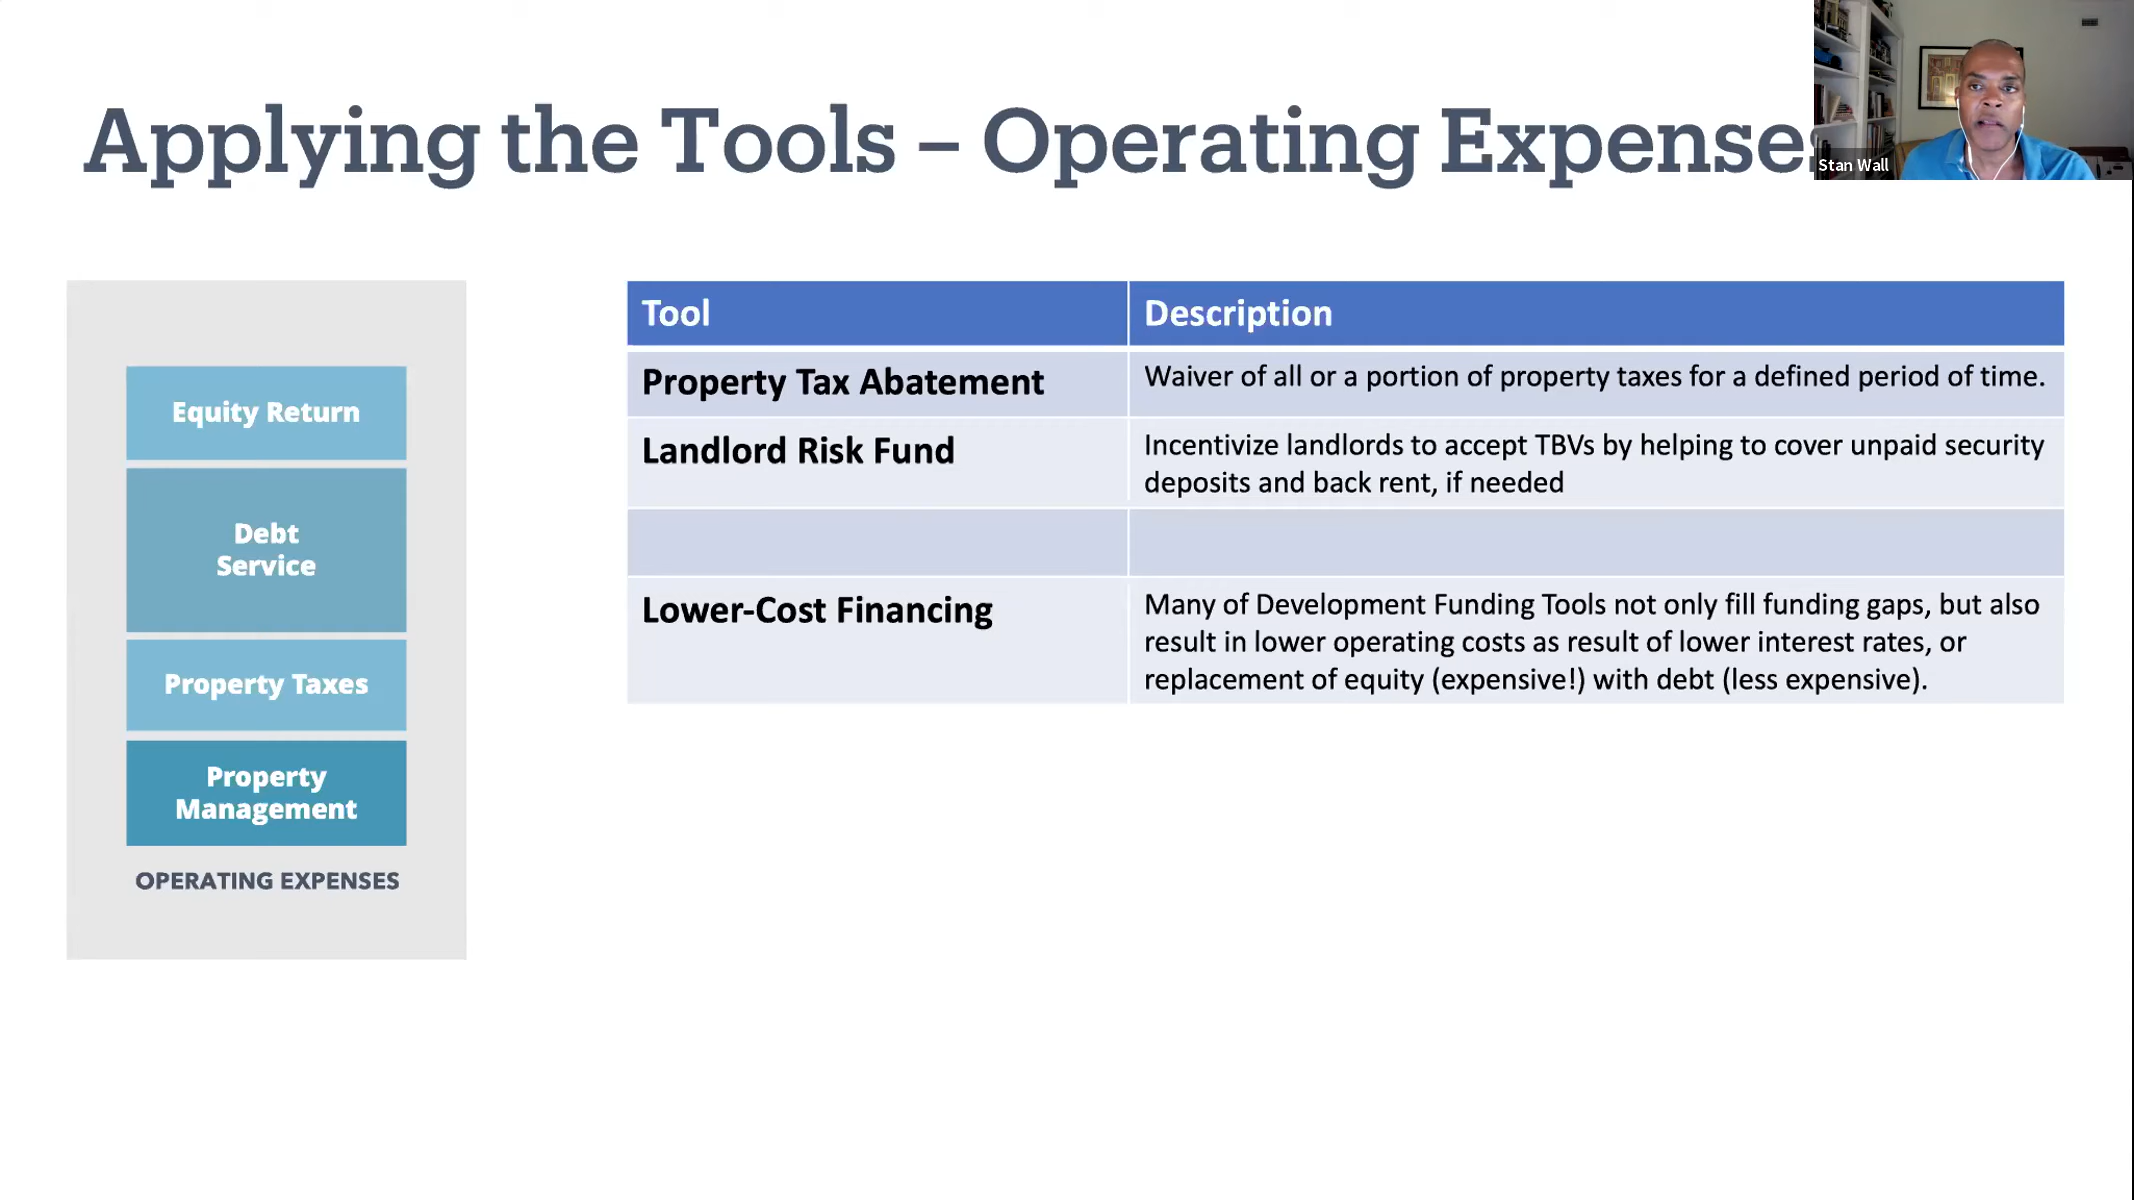 Applying the Tools – Operating Expenses
Stan Wall
Equity Return
Debt
Service
Property Taxes
Property
Management
OPERATING EXPENSES
Tool
Description
Property Tax Abatement
Waiver of all or a portion of property taxes for a defined period of time.
Landlord Risk Fund
Incentivize landlords to accept TBVs by helping to cover unpaid security
deposits and back rent, if needed
Lower-Cost Financing
Many of Development Funding Tools not only fill funding gaps, but also
result in lower operating costs as result of lower interest rates, or
replacement of equity (expensive!) with debt (less expensive).